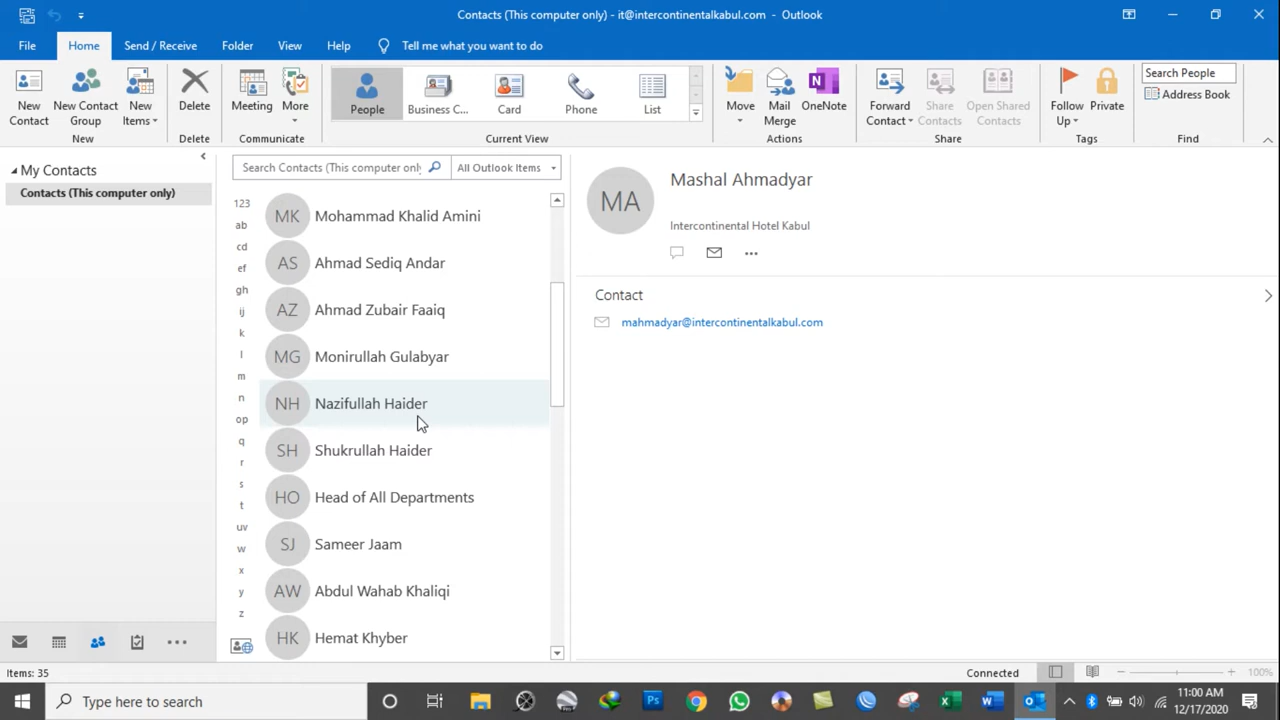 Contacts (This computer only) - it@intercontinentalkabul.com - Outlook
File Home Send / Receive Folder View Help Tell me what you want to do
New Contact
New Contact Group
New Items
New
Delete
Delete
Meeting
More
Communicate
People
Business C...
Card
Phone
List
Current View
Move
Mail Merge
OneNote
Actions
Forward Contact
Share Contacts
Open Shared Contacts
Share
Follow Up
Private
Tags
Search People
Address Book
Find
My Contacts
Contacts (This computer only)
Search Contacts (This computer only)
All Outlook Items
123
ab
cd
ef
gh
ij
k
l
m
n
op
q
r
s
t
uv
w
x
y
z
MK Mohammad Khalid Amini
AS Ahmad Sediq Andar
AZ Ahmad Zubair Faaiq
MG Monirullah Gulabyar
NH Nazifullah Haider
SH Shukrullah Haider
HO Head of All Departments
SJ Sameer Jaam
AW Abdul Wahab Khaliqi
HK Hemat Khyber
MA
Mashal Ahmadyar
Intercontinental Hotel Kabul
Contact
mahmadyar@intercontinentalkabul.com
Items: 35
Connected
100%
Type here to search
11:00 AM
12/17/2020